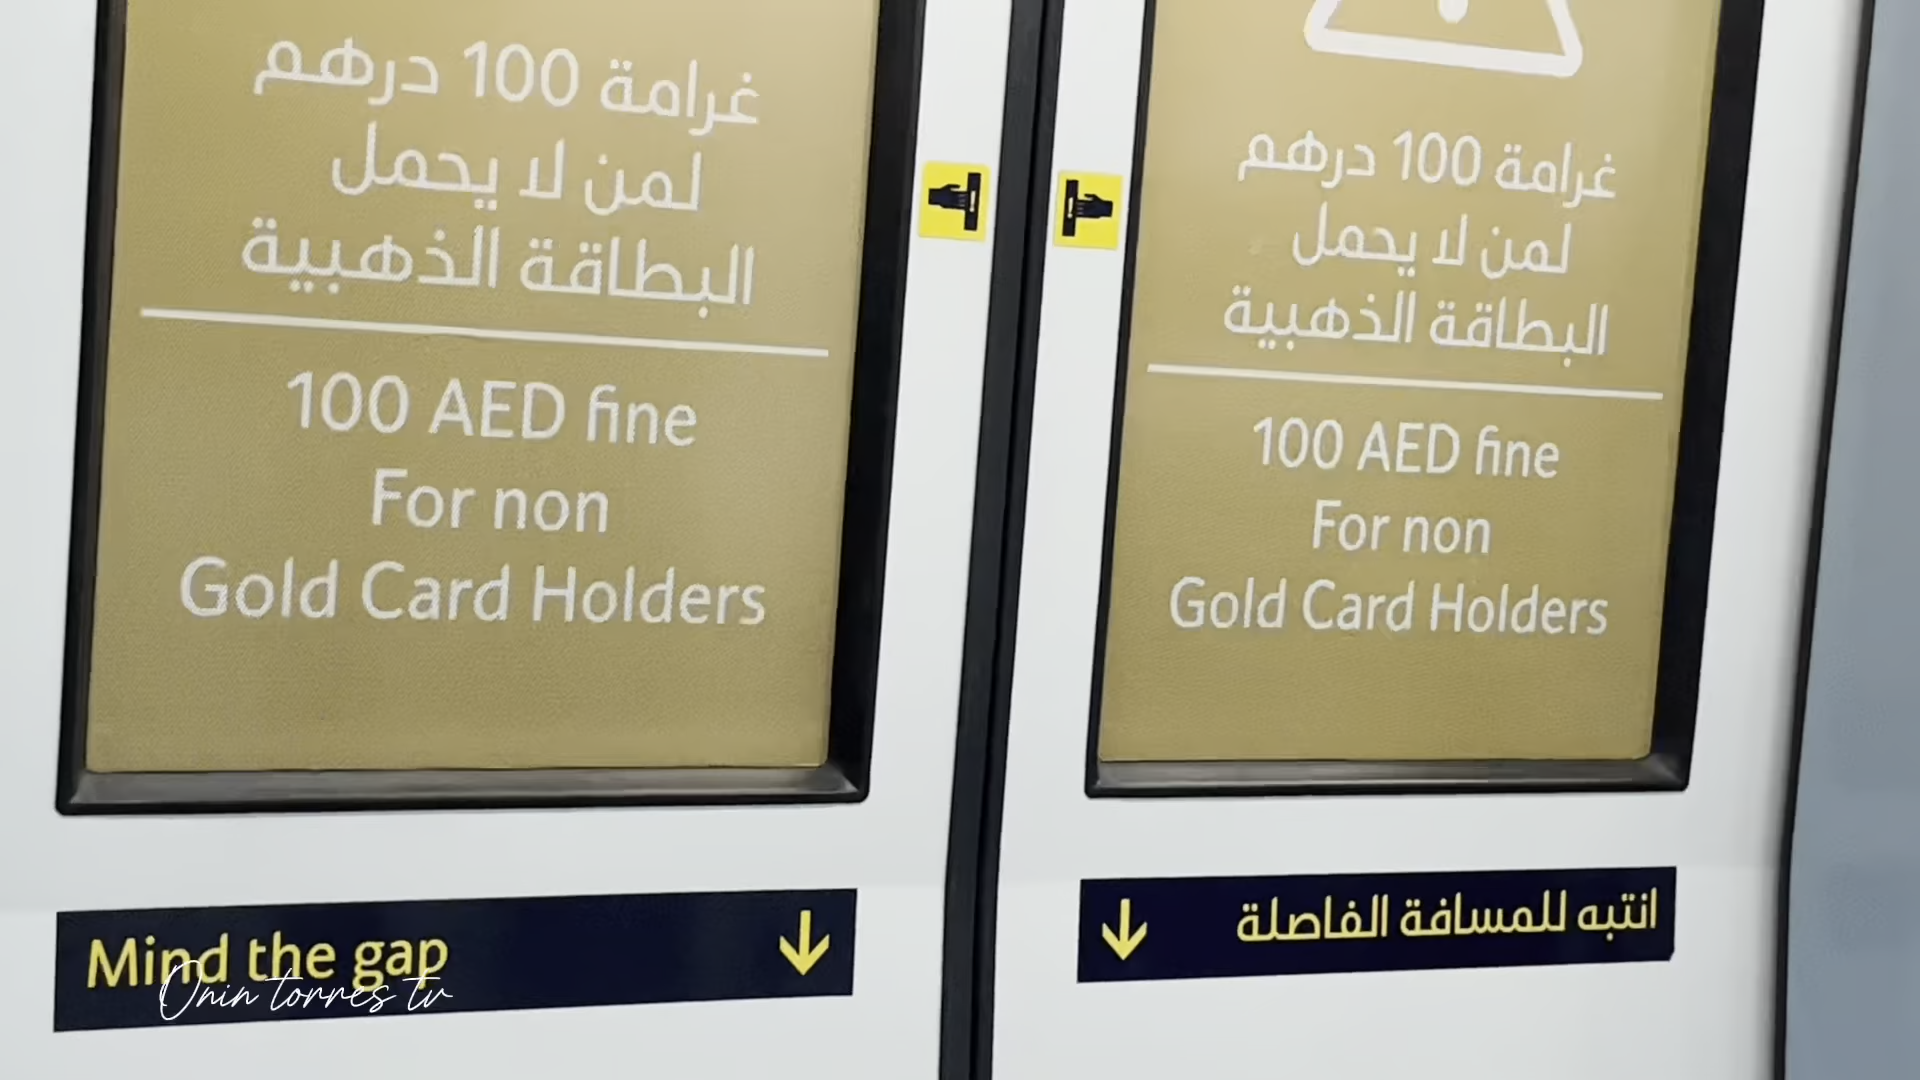 غرامة 100 درهم
لمن لا يحمل
البطاقة الذهبية
100 AED fine
For non
Gold Card Holders
غرامة 100 درهم
لمن لا يحمل
البطاقة الذهبية
100 AED fine
For non
Gold Card Holders
Mind the gap
انتبه للمسافة الفاصلة
Onin torres tv